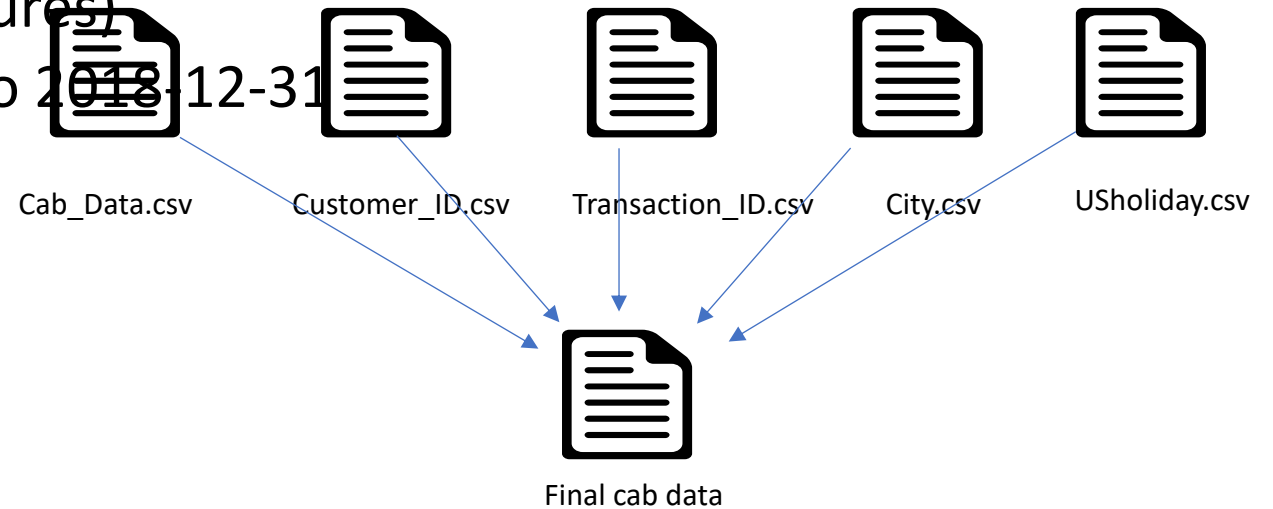 ures)
o 2018-12-31
Cab_Data.csv
Customer_ID.csv
Transaction_ID.csv
City.csv
USholiday.csv
Final cab data